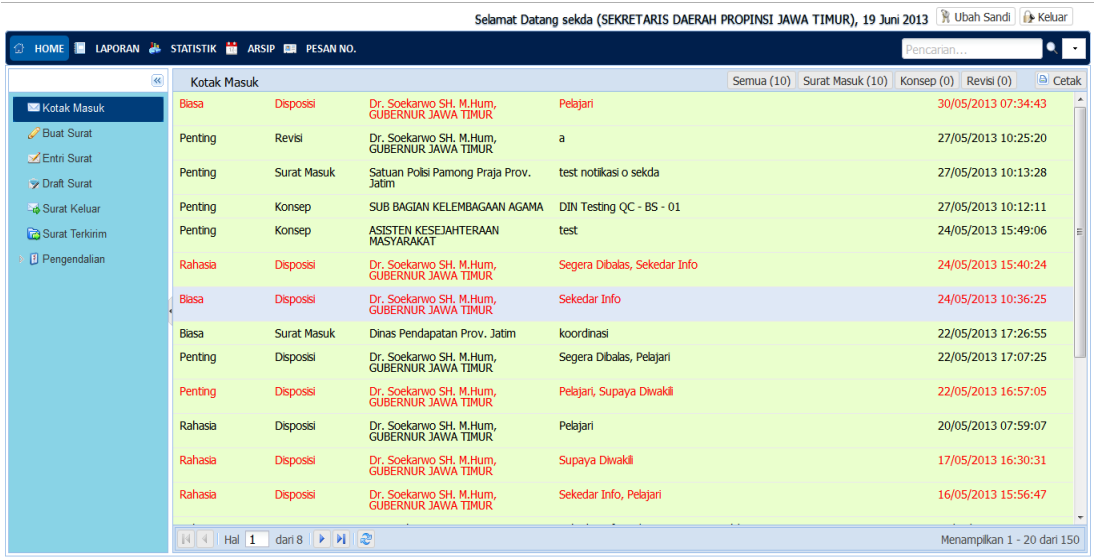 Selamat Datang sekda (SEKRETARIS DAERAH PROPINSI JAWA TIMUR), 19 Juni 2013 Ubah Sandi Keluar
HOME LAPORAN STATISTIK ARSIP PESAN NO. Pencarian...
Kotak Masuk Semua (10) Surat Masuk (10) Konsep (0) Revisi (0) Cetak
Kotak Masuk
Buat Surat
Entri Surat
Draft Surat
Surat Keluar
Surat Terkirim
Pengendalian
Biasa Disposisi Dr. Soekarwo SH. M.Hum, Pelajari 30/05/2013 07:34:43
GUBERNUR JAWA TIMUR
Penting Revisi Dr. Soekarwo SH. M.Hum, a 27/05/2013 10:25:20
GUBERNUR JAWA TIMUR
Penting Surat Masuk Satuan Polisi Pamong Praja Prov. test notiikasi o sekda 27/05/2013 10:13:28
Jatim
Penting Konsep SUB BAGIAN KELEMBAGAAN AGAMA DIN Testing QC - BS - 01 27/05/2013 10:12:11
Penting Konsep ASISTEN KESEJAHTERAAN test 24/05/2013 15:49:06
MASYARAKAT
Rahasia Disposisi Dr. Soekarwo SH. M.Hum, Segera Dibalas, Sekedar Info 24/05/2013 15:40:24
GUBERNUR JAWA TIMUR
Biasa Disposisi Dr. Soekarwo SH. M.Hum, Sekedar Info 24/05/2013 10:36:25
GUBERNUR JAWA TIMUR
Biasa Surat Masuk Dinas Pendapatan Prov. Jatim koordinasi 22/05/2013 17:26:55
Penting Disposisi Dr. Soekarwo SH. M.Hum, Segera Dibalas, Pelajari 22/05/2013 17:07:25
GUBERNUR JAWA TIMUR
Penting Disposisi Dr. Soekarwo SH. M.Hum, Pelajari, Supaya Diwakili 22/05/2013 16:57:05
GUBERNUR JAWA TIMUR
Rahasia Disposisi Dr. Soekarwo SH. M.Hum, Pelajari 20/05/2013 07:59:07
GUBERNUR JAWA TIMUR
Rahasia Disposisi Dr. Soekarwo SH. M.Hum, Supaya Diwakili 17/05/2013 16:30:31
GUBERNUR JAWA TIMUR
Rahasia Disposisi Dr. Soekarwo SH. M.Hum, Sekedar Info, Pelajari 16/05/2013 15:56:47
GUBERNUR JAWA TIMUR
Hal 1 dari 8 Menampilkan 1 - 20 dari 150